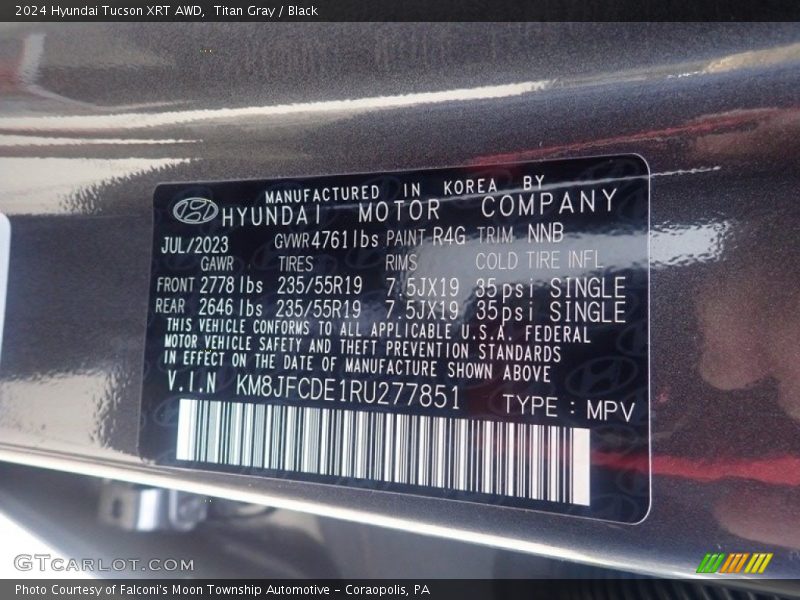 2024 Hyundai Tucson XRT AWD, Titan Gray / Black
MANUFACTURED IN KOREA BY
HYUNDAI MOTOR COMPANY
JUL/2023 GVWR 4761lbs PAINT R4G TRIM NNB
GAWR TIRES RIMS COLD TIRE INFL
FRONT 2778 lbs 235/55R19 7.5JX19 35psi SINGLE
REAR 2646 lbs 235/55R19 7.5JX19 35psi SINGLE
THIS VEHICLE CONFORMS TO ALL APPLICABLE U.S.A. FEDERAL
MOTOR VEHICLE SAFETY AND THEFT PREVENTION STANDARDS
IN EFFECT ON THE DATE OF MANUFACTURE SHOWN ABOVE
V.I.N KM8JFCDE1RU277851 TYPE : MPV
GTCARLOT.COM
Photo Courtesy of Falconi's Moon Township Automotive - Coraopolis, PA